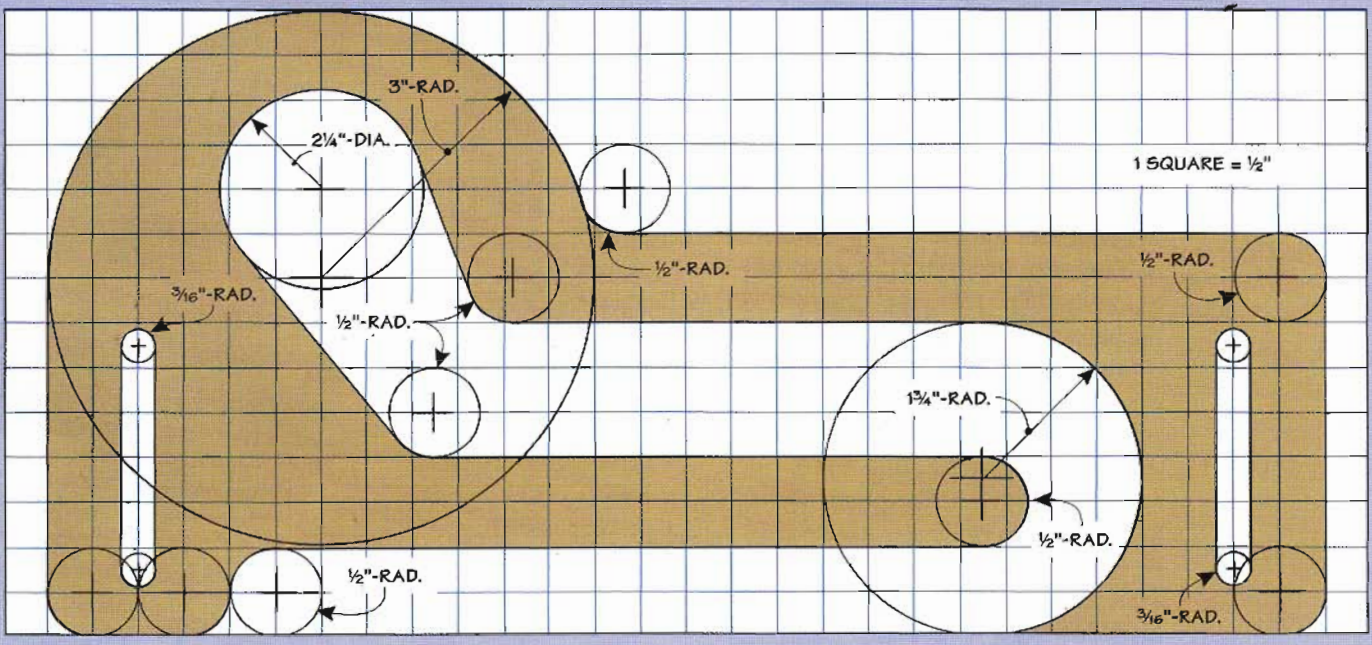 3"-RAD.
2¼"-DIA.
1 SQUARE = ½"
½"-RAD.
½"-RAD.
3/16"-RAD.
½"-RAD.
1¾"-RAD.
½"-RAD.
½"-RAD.
3/16"-RAD.